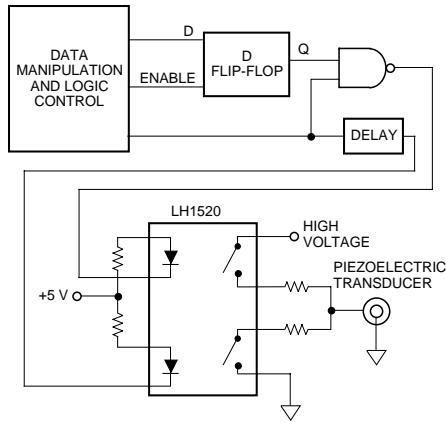 DATA
MANIPULATION
AND LOGIC
CONTROL
D
ENABLE
D
FLIP-FLOP
Q
DELAY
LH1520
HIGH
VOLTAGE
PIEZOELECTRIC
TRANSDUCER
+5 V